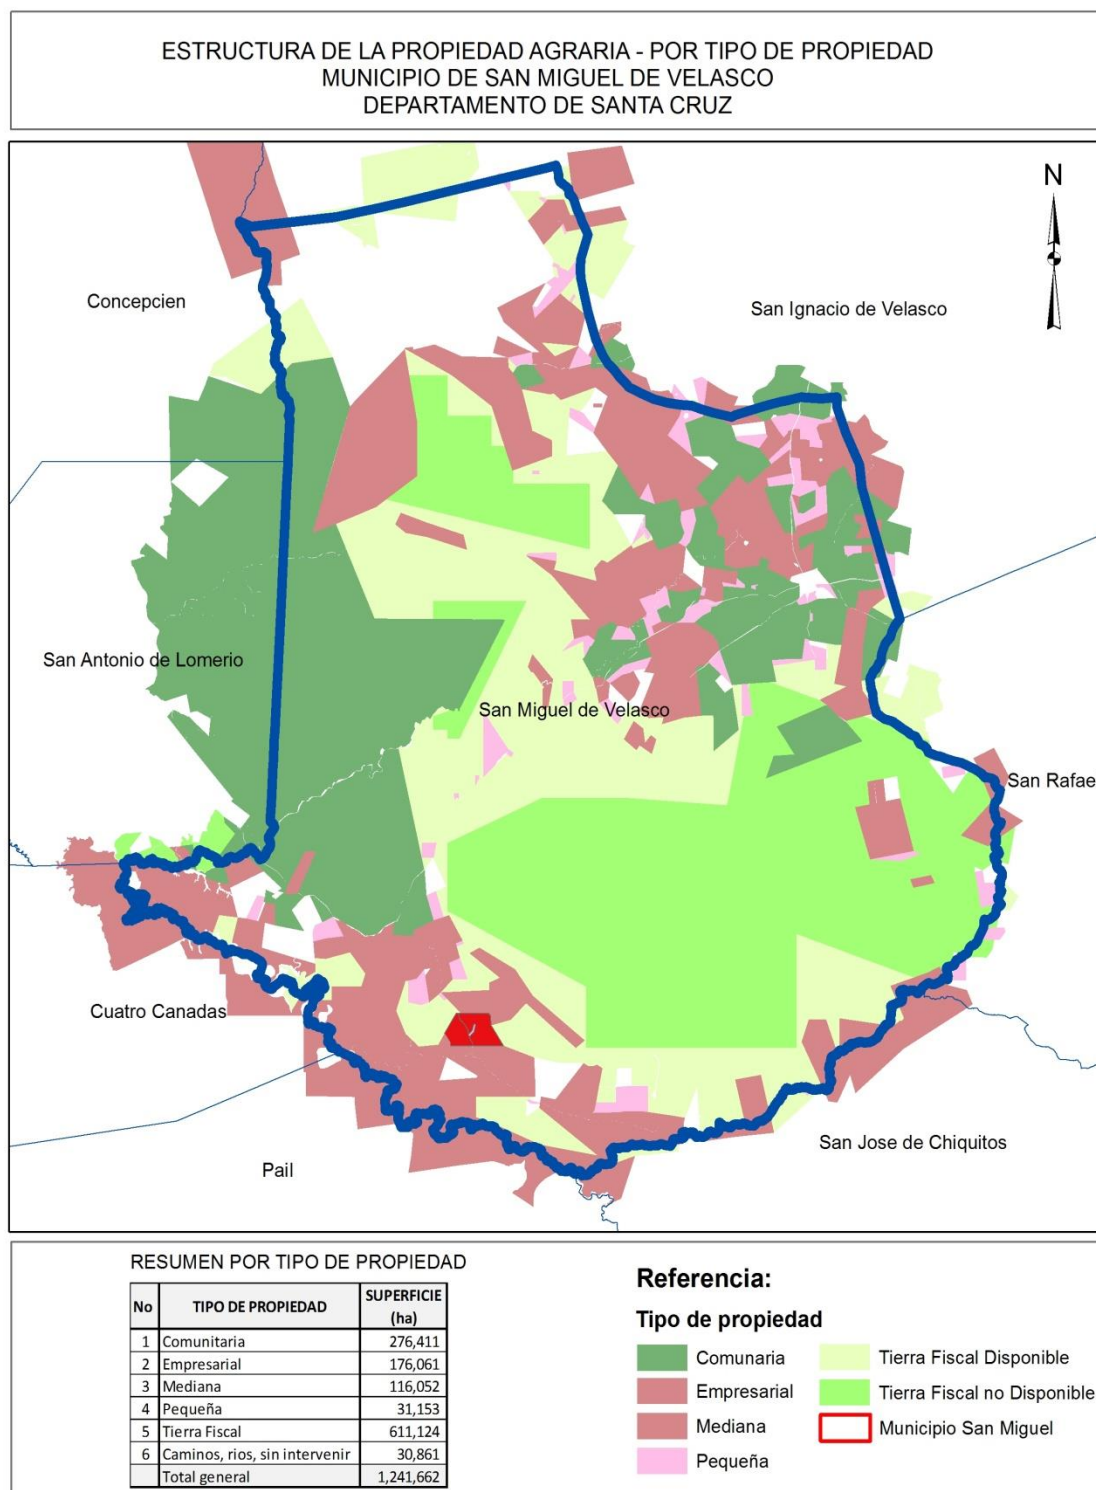 ESTRUCTURA DE LA PROPIEDAD AGRARIA - POR TIPO DE PROPIEDAD
MUNICIPIO DE SAN MIGUEL DE VELASCO
DEPARTAMENTO DE SANTA CRUZ
N
Concepcien
San Ignacio de Velasco
San Antonio de Lomerio
San Miguel de Velasco
San Rafae
Cuatro Canadas
San Jose de Chiquitos
Pail
RESUMEN POR TIPO DE PROPIEDAD
No TIPO DE PROPIEDAD SUPERFICIE (ha)
1 Comunitaria 276,411
2 Empresarial 176,061
3 Mediana 116,052
4 Pequeña 31,153
5 Tierra Fiscal 611,124
6 Caminos, rios, sin intervenir 30,861
Total general 1,241,662
Referencia:
Tipo de propiedad
Comunaria
Empresarial
Mediana
Pequeña
Tierra Fiscal Disponible
Tierra Fiscal no Disponible
Municipio San Miguel